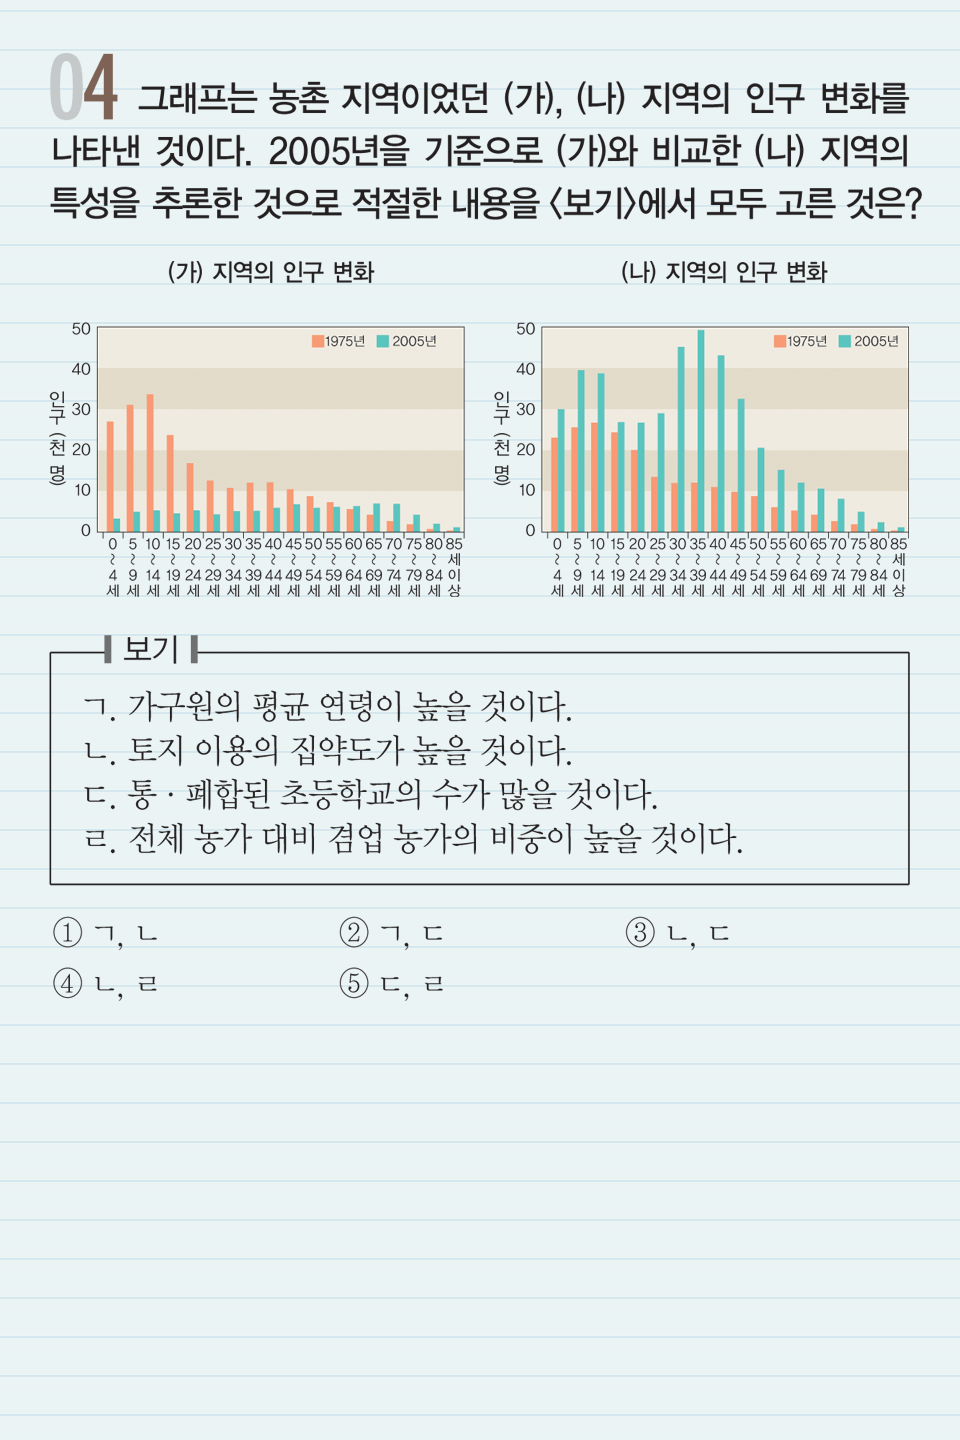 04 그래프는 농촌 지역이었던 (가), (나) 지역의 인구 변화를
나타낸 것이다. 2005년을 기준으로 (가)와 비교한 (나) 지역의
특성을 추론한 것으로 적절한 내용을 〈보기〉에서 모두 고른 것은?
(가) 지역의 인구 변화
인구(천 명)
50
40
30
20
10
0
1975년 2005년
0~4세 5~9세 10~14세 15~19세 20~24세 25~29세 30~34세 35~39세 40~44세 45~49세 50~54세 55~59세 60~64세 65~69세 70~74세 75~79세 80~84세 85세이상
(나) 지역의 인구 변화
인구(천 명)
50
40
30
20
10
0
1975년 2005년
0~4세 5~9세 10~14세 15~19세 20~24세 25~29세 30~34세 35~39세 40~44세 45~49세 50~54세 55~59세 60~64세 65~69세 70~74세 75~79세 80~84세 85세이상
보기
ㄱ. 가구원의 평균 연령이 높을 것이다.
ㄴ. 토지 이용의 집약도가 높을 것이다.
ㄷ. 통·폐합된 초등학교의 수가 많을 것이다.
ㄹ. 전체 농가 대비 겸업 농가의 비중이 높을 것이다.
① ㄱ, ㄴ ② ㄱ, ㄷ ③ ㄴ, ㄷ
④ ㄴ, ㄹ ⑤ ㄷ, ㄹ